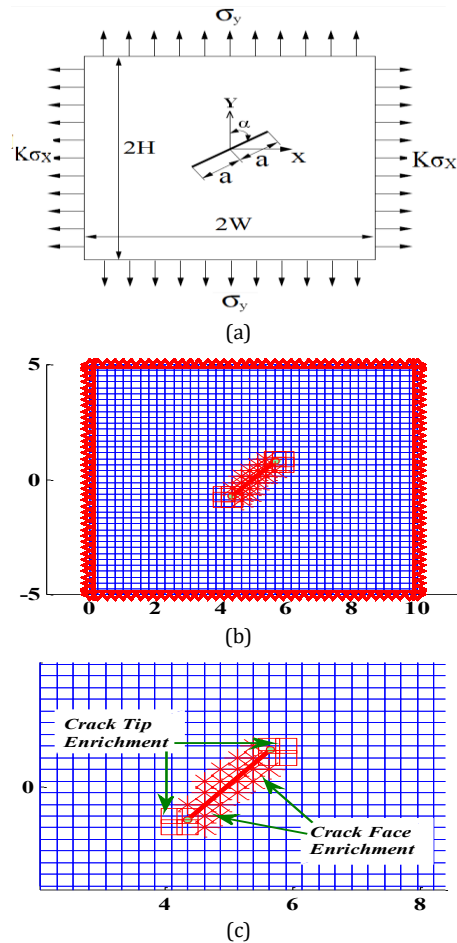 σy
Y
α
KσX
2H
a
a
X
KσX
2W
σy
(a)
5
0
-5
0
2
4
6
8
10
(b)
Crack Tip
Enrichment
0
Crack Face
Enrichment
4
6
8
(c)